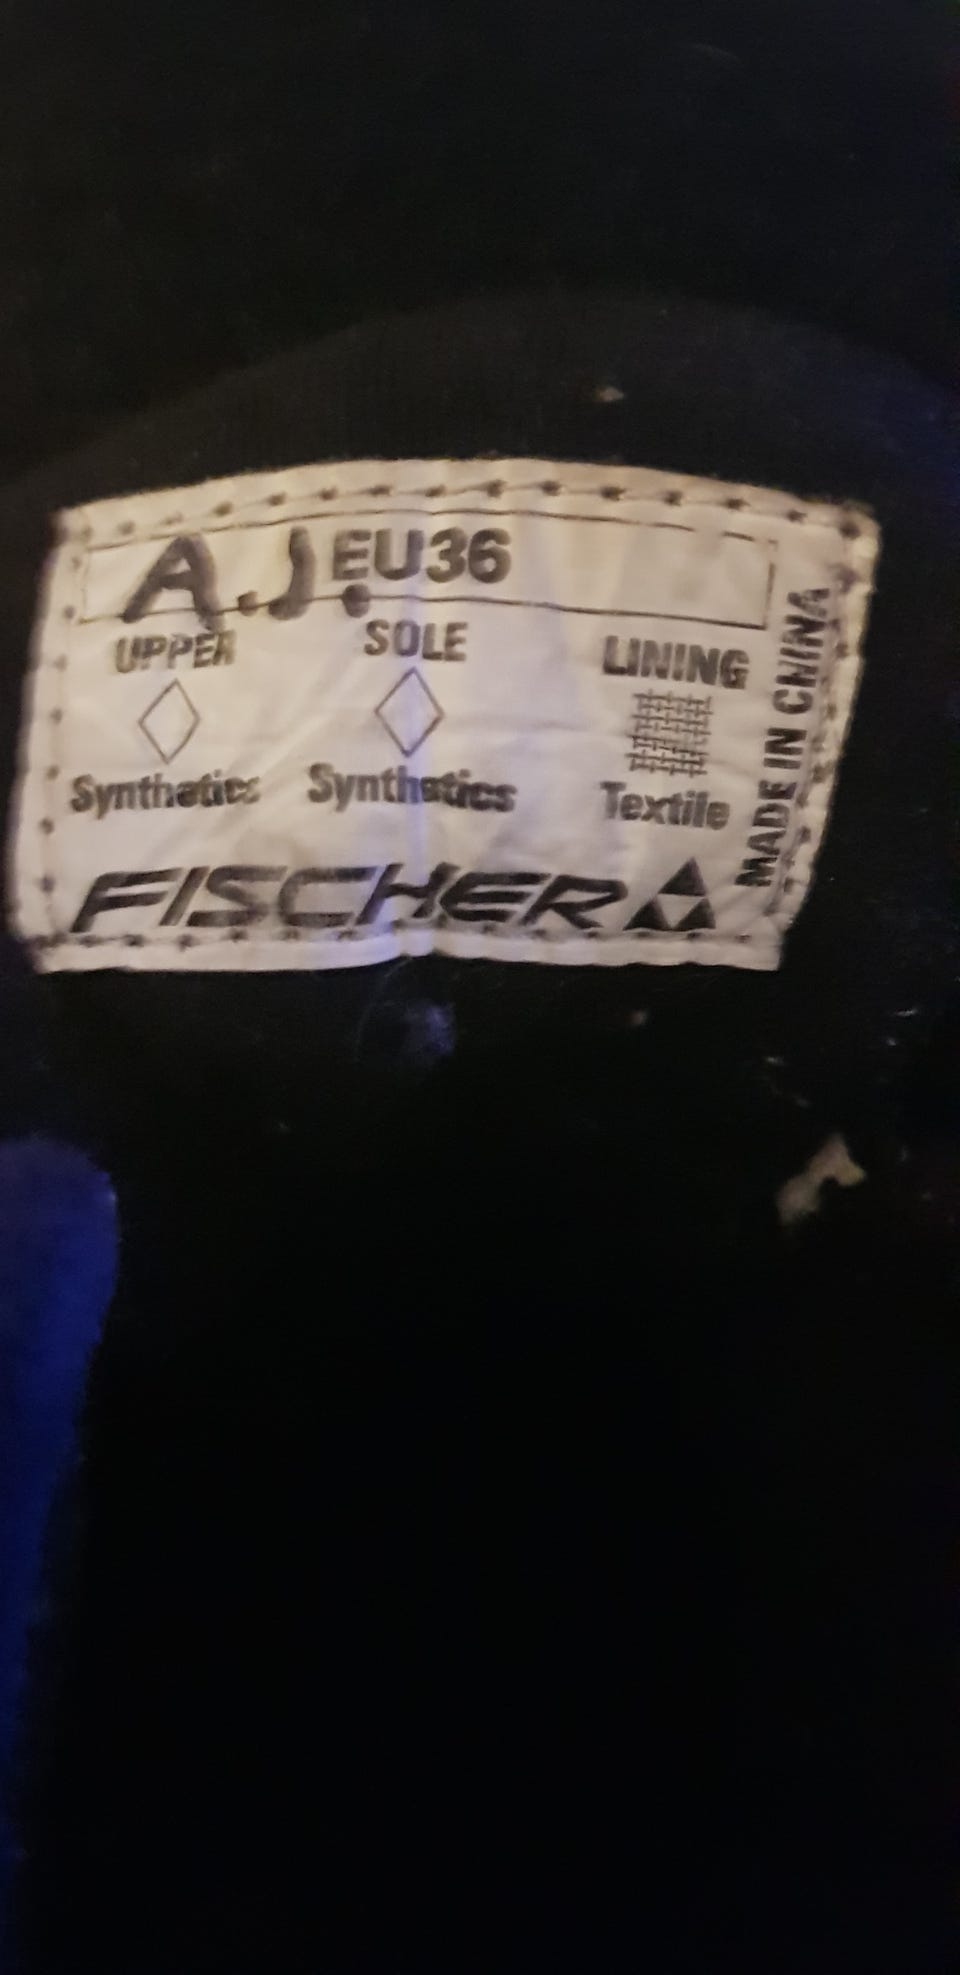 A.J. EU36
UPPER SOLE LINING
Synthetics Synthetics Textile
FISCHER
MADE IN CHINA